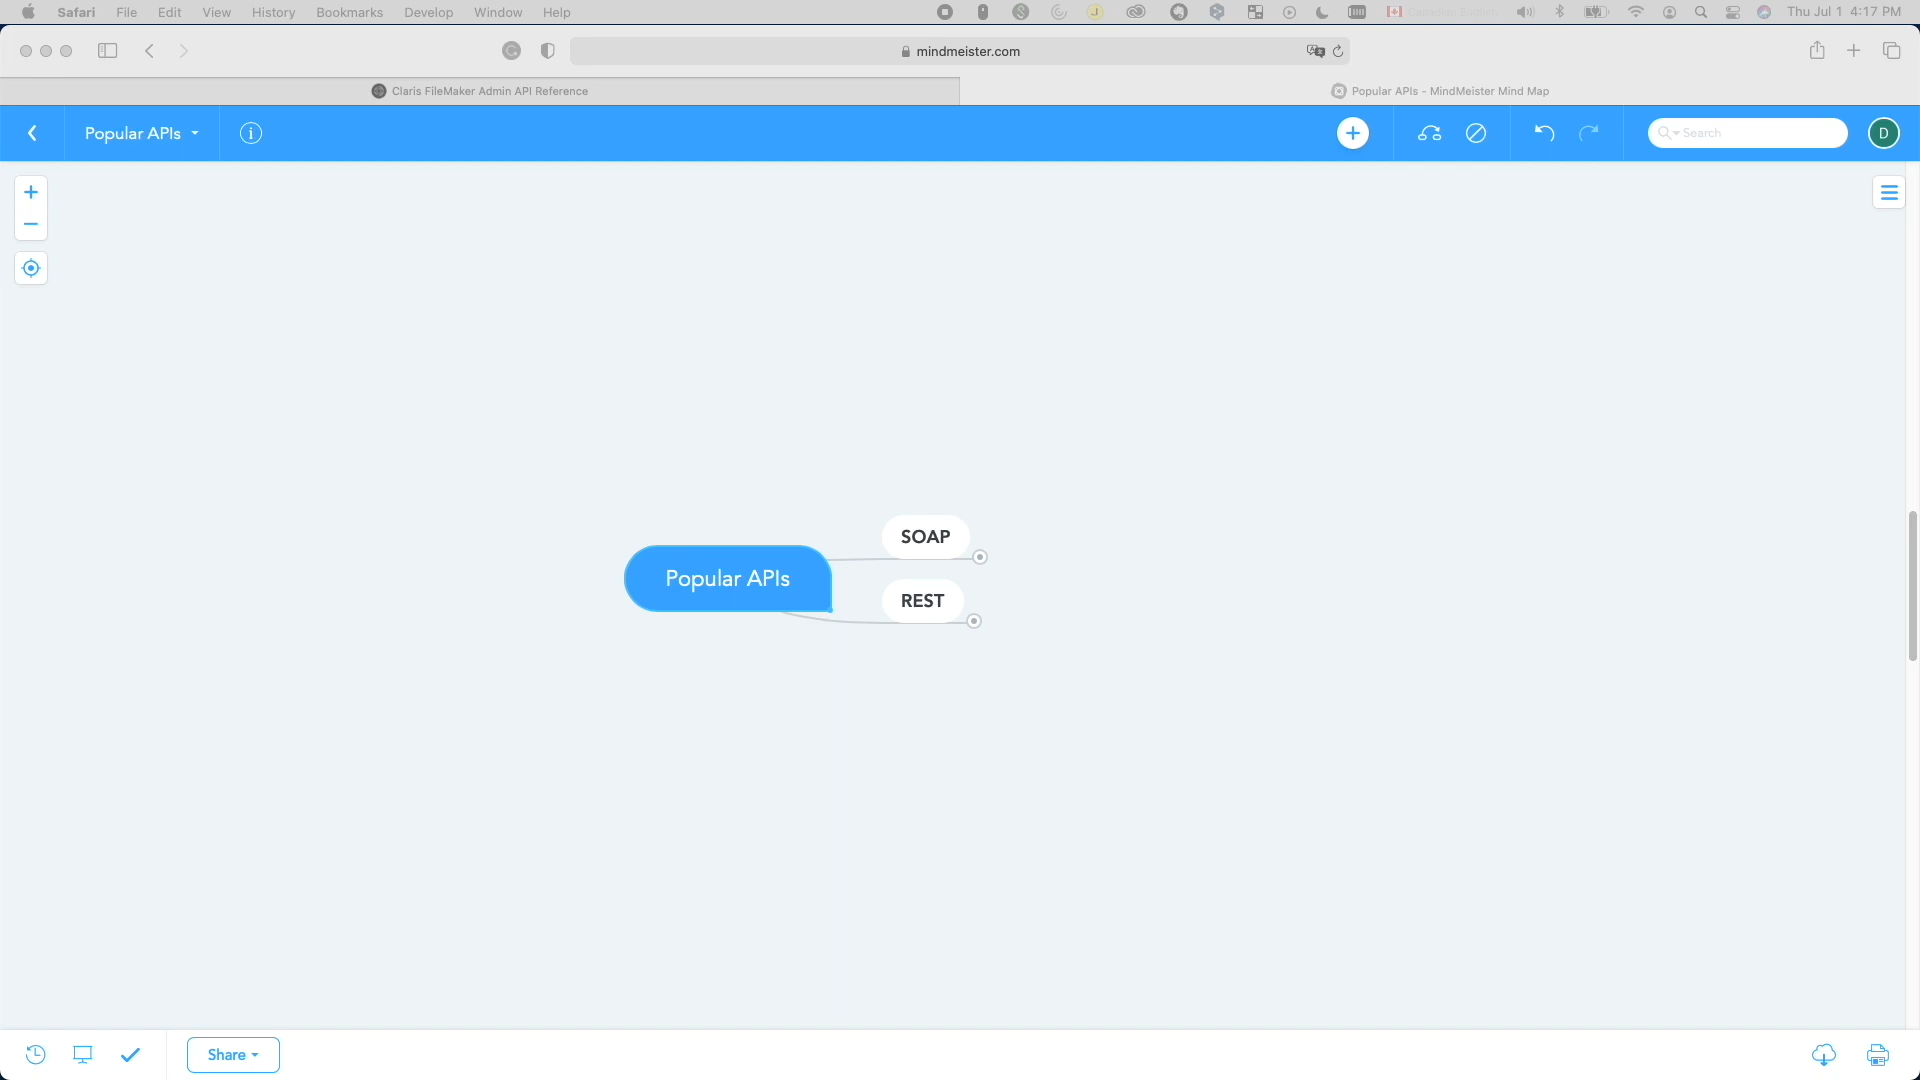 Safari File Edit View History Bookmarks Develop Window Help Thu Jul 1 4:17 PM
mindmeister.com
Claris FileMaker Admin API Reference
Popular APIs - MindMeister Mind Map
Popular APIs
Search
D
SOAP
Popular APIs
REST
Share